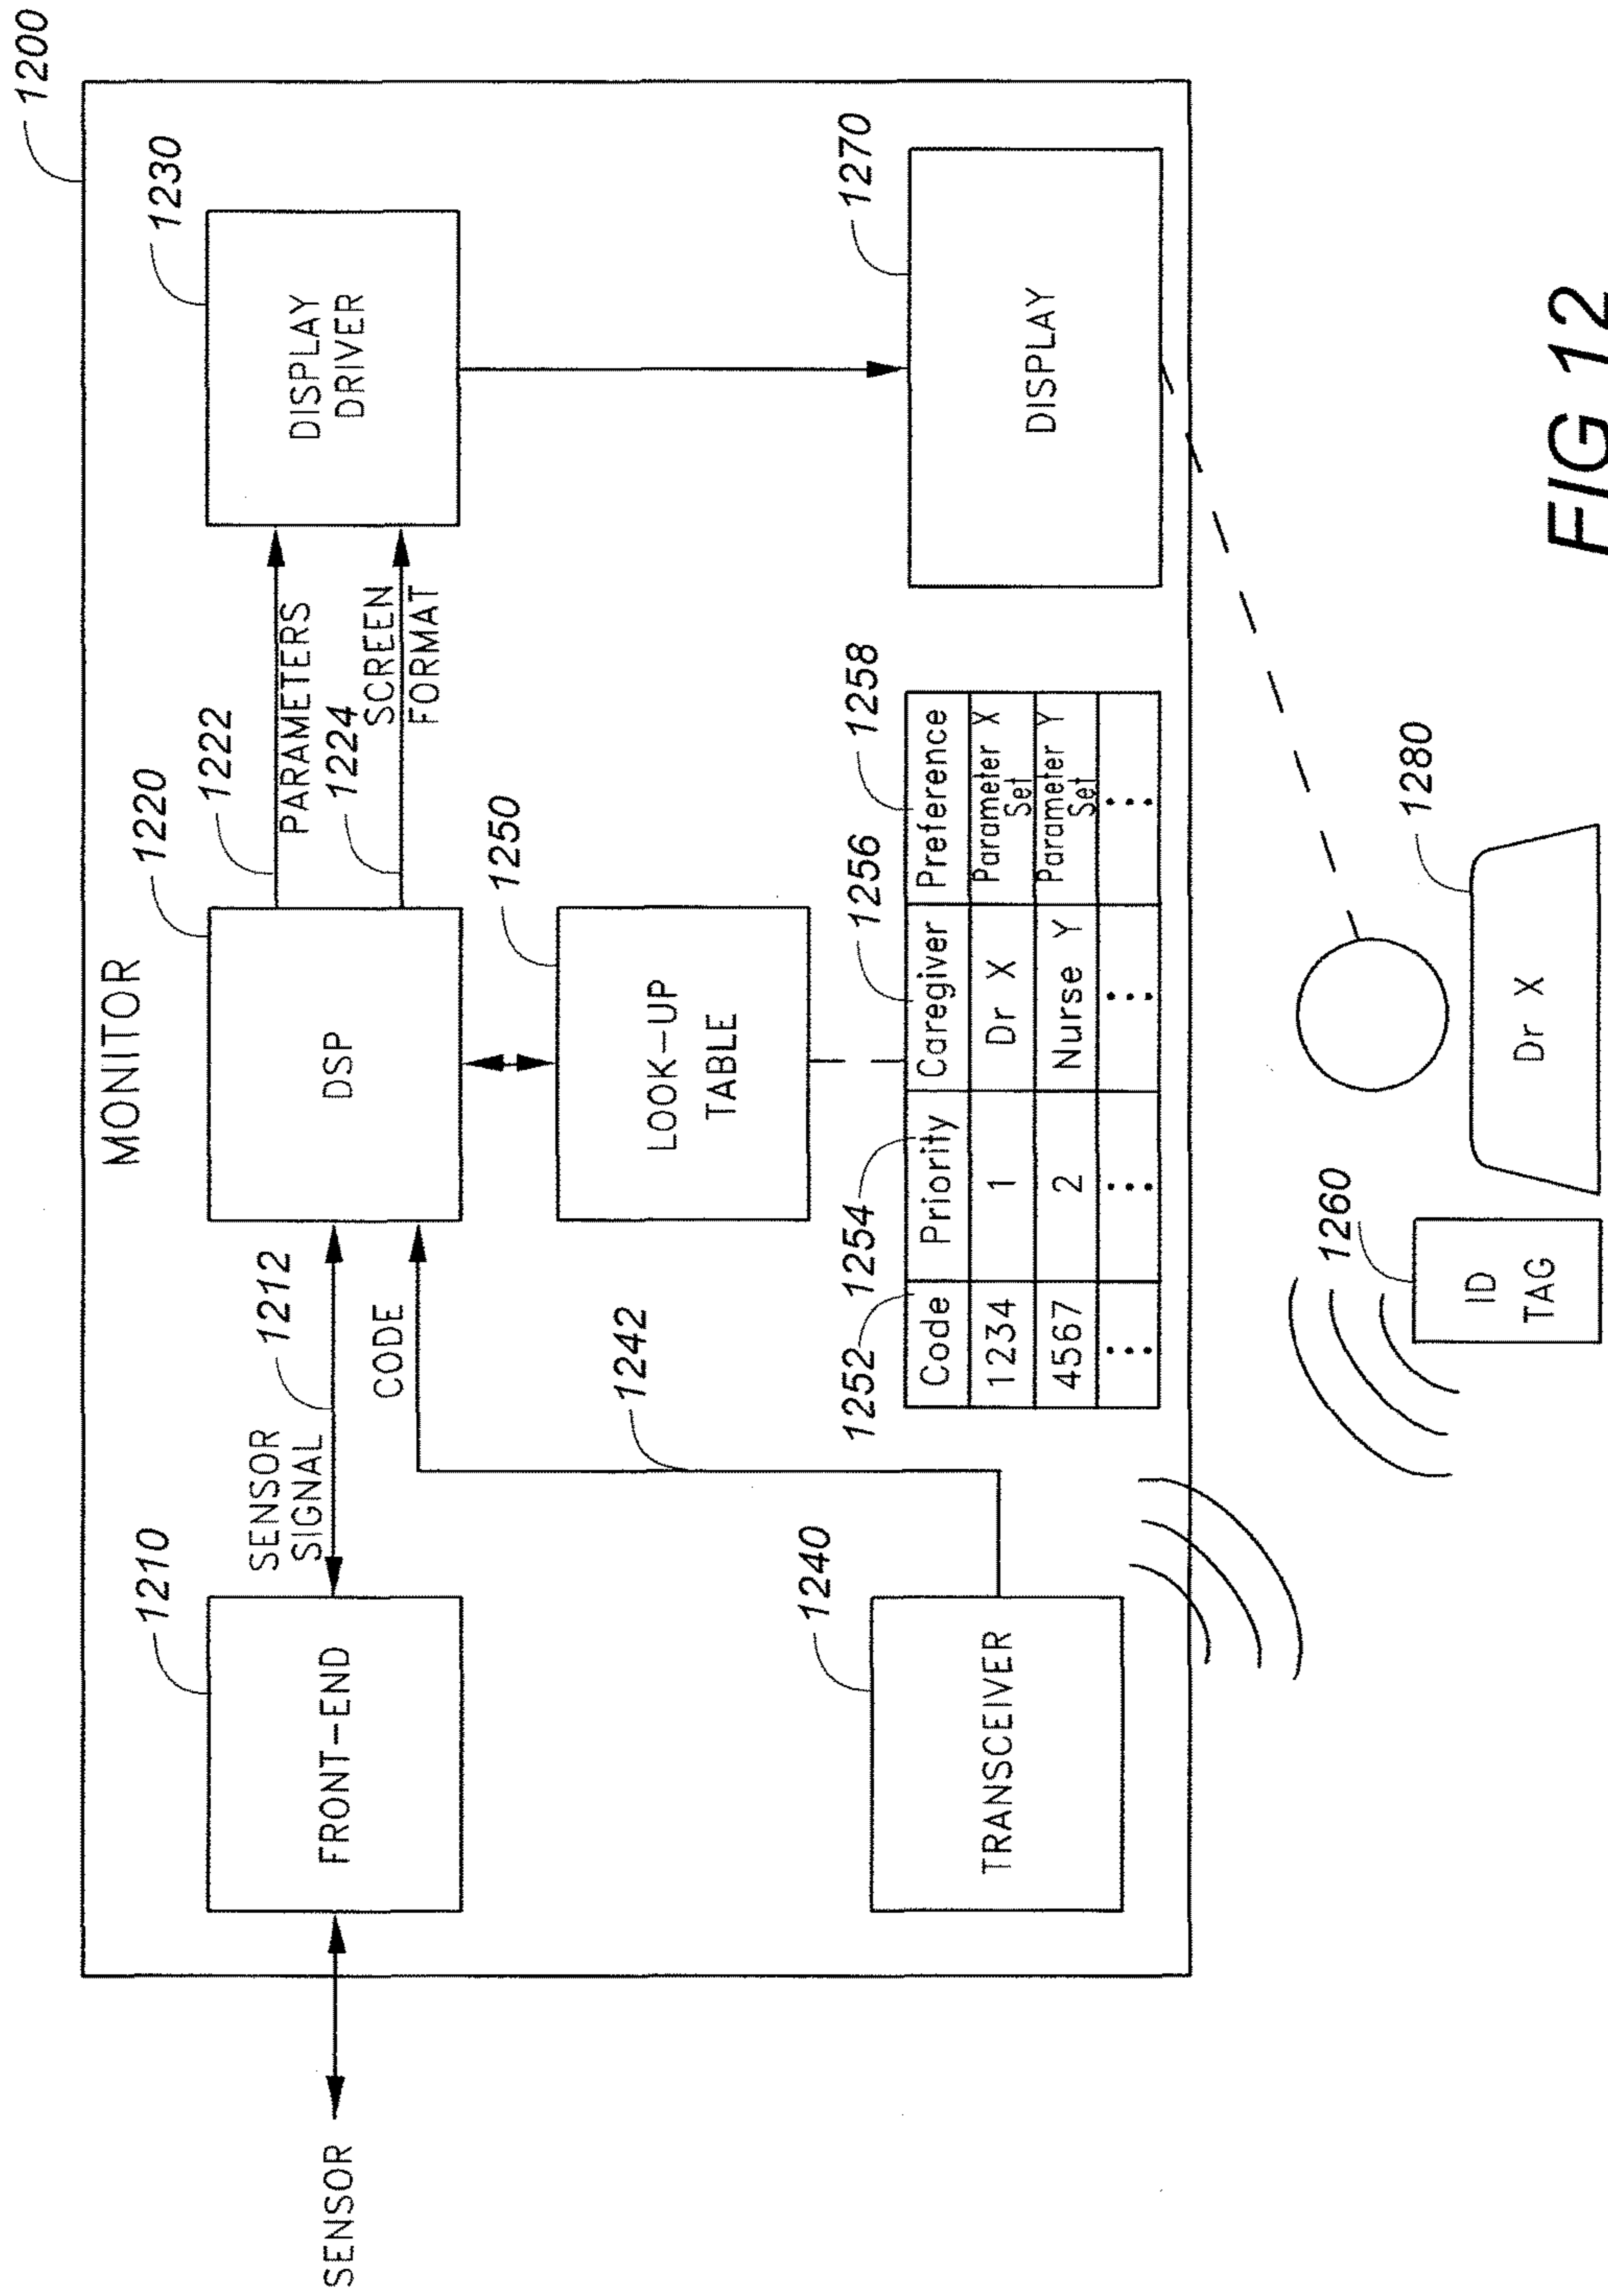 1200
MONITOR
1210
1212
1220
1222
1230
SENSOR
FRONT-END
SENSOR
SIGNAL
CODE
DSP
PARAMETERS
1224
SCREEN
FORMAT
DISPLAY
DRIVER
1242
1250
LOOK-UP
TABLE
1240
TRANSCEIVER
1252
1254
1256
1258
1270
Code Priority Caregiver Preference
1234 1 Dr X Parameter X
Set
4567 2 Nurse Y Parameter Y
Set
... ... ... ...
DISPLAY
1260
ID
TAG
1280
Dr X
FIG 12